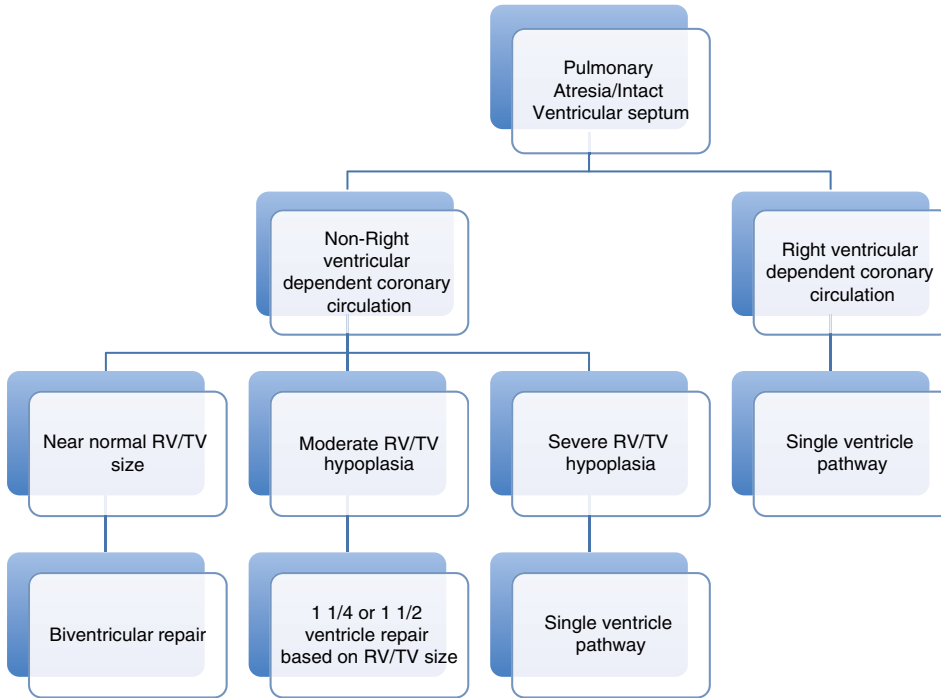 Pulmonary
Atresia/Intact
Ventricular septum
Non-Right
ventricular
dependent coronary
circulation
Right ventricular
dependent coronary
circulation
Near normal RV/TV
size
Moderate RV/TV
hypoplasia
Severe RV/TV
hypoplasia
Single ventricle
pathway
Biventricular repair
1 1/4 or 1 1/2
ventricle repair
based on RV/TV size
Single ventricle
pathway